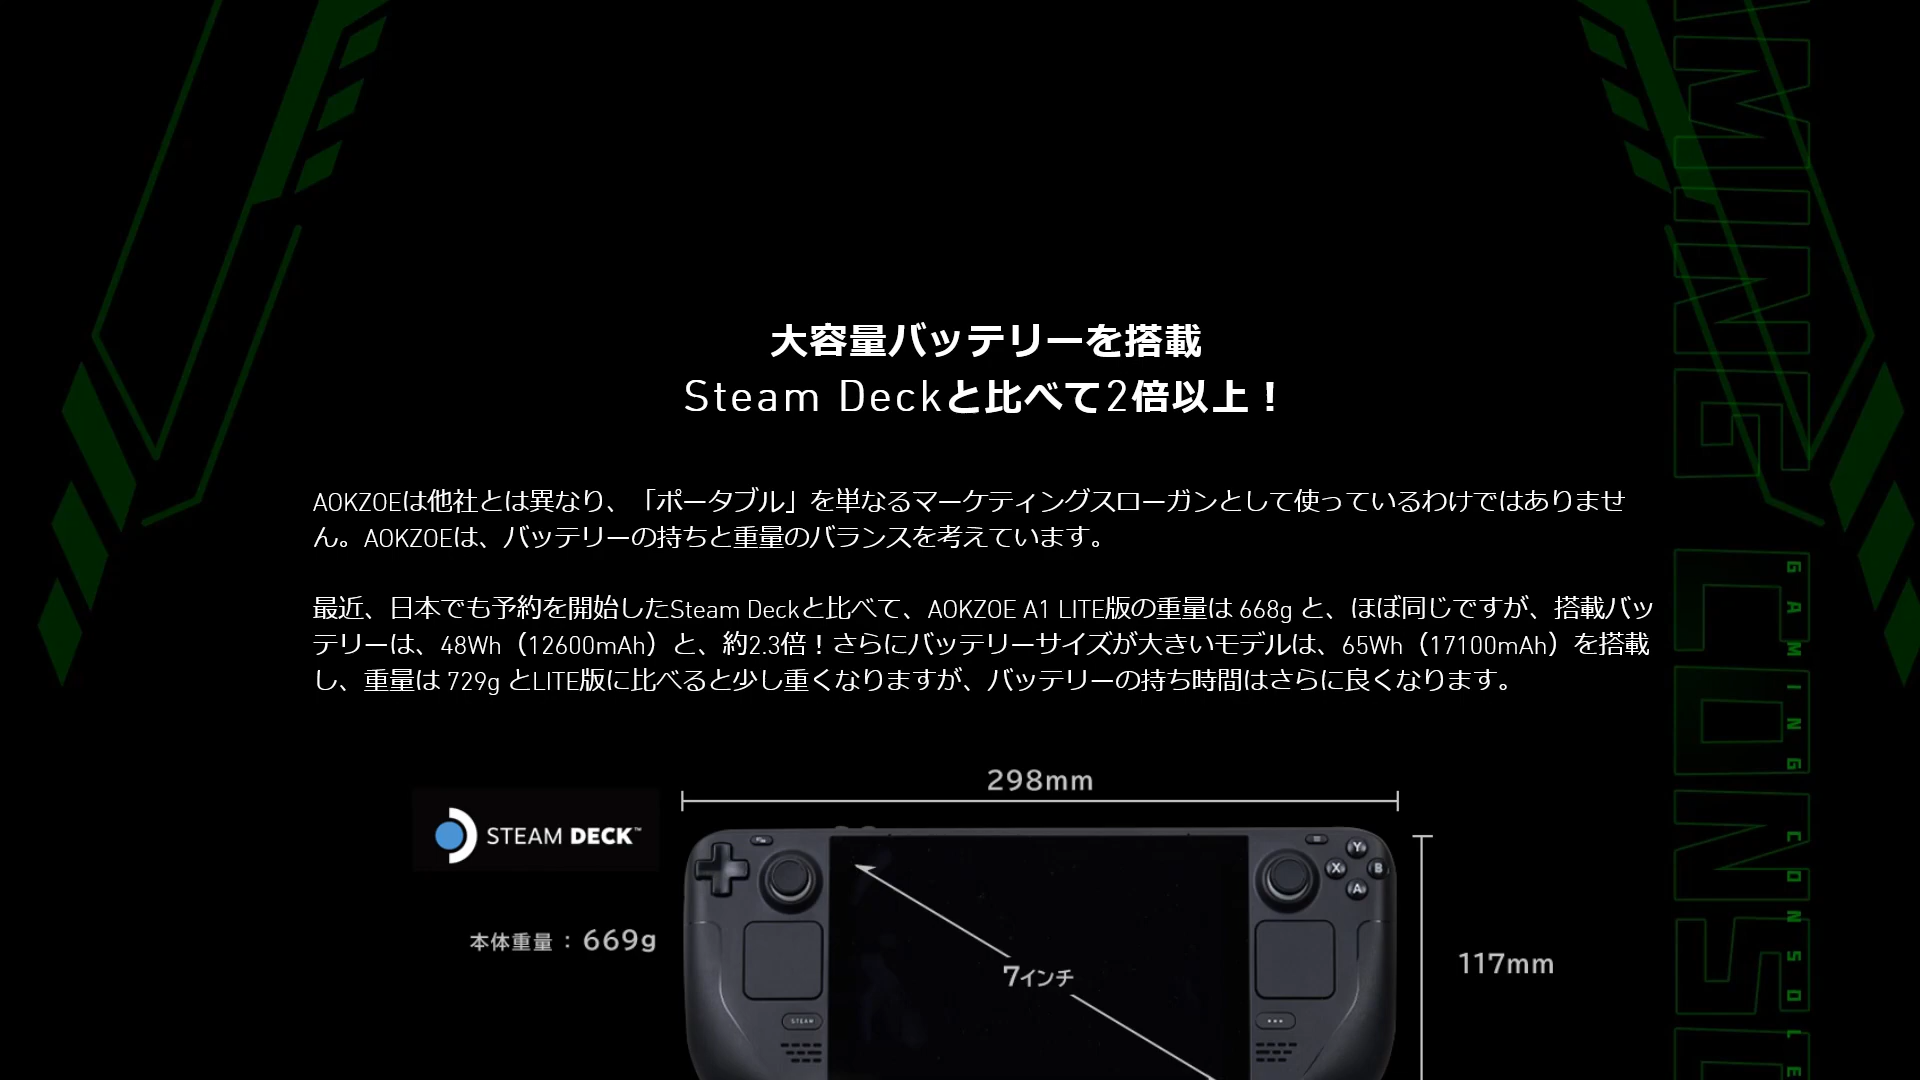 大容量バッテリーを搭載
Steam Deckと比べて2倍以上！
AOKZOEは他社とは異なり、「ポータブル」を単なるマーケティングスローガンとして使っているわけではありませ
ん。AOKZOEは、バッテリーの持ちと重量のバランスを考えています。
最近、日本でも予約を開始したSteam Deckと比べて、AOKZOE A1 LITE版の重量は 668g と、ほぼ同じですが、搭載バッ
テリーは、48Wh（12600mAh）と、約2.3倍！さらにバッテリーサイズが大きいモデルは、65Wh（17100mAh）を搭載
し、重量は 729g とLITE版に比べると少し重くなりますが、バッテリーの持ち時間はさらに良くなります。
298mm
STEAM DECK™
Y
X B
A
本体重量：669g
7インチ
117mm
STEAM
MING CONSO
GAMING CONSOLE